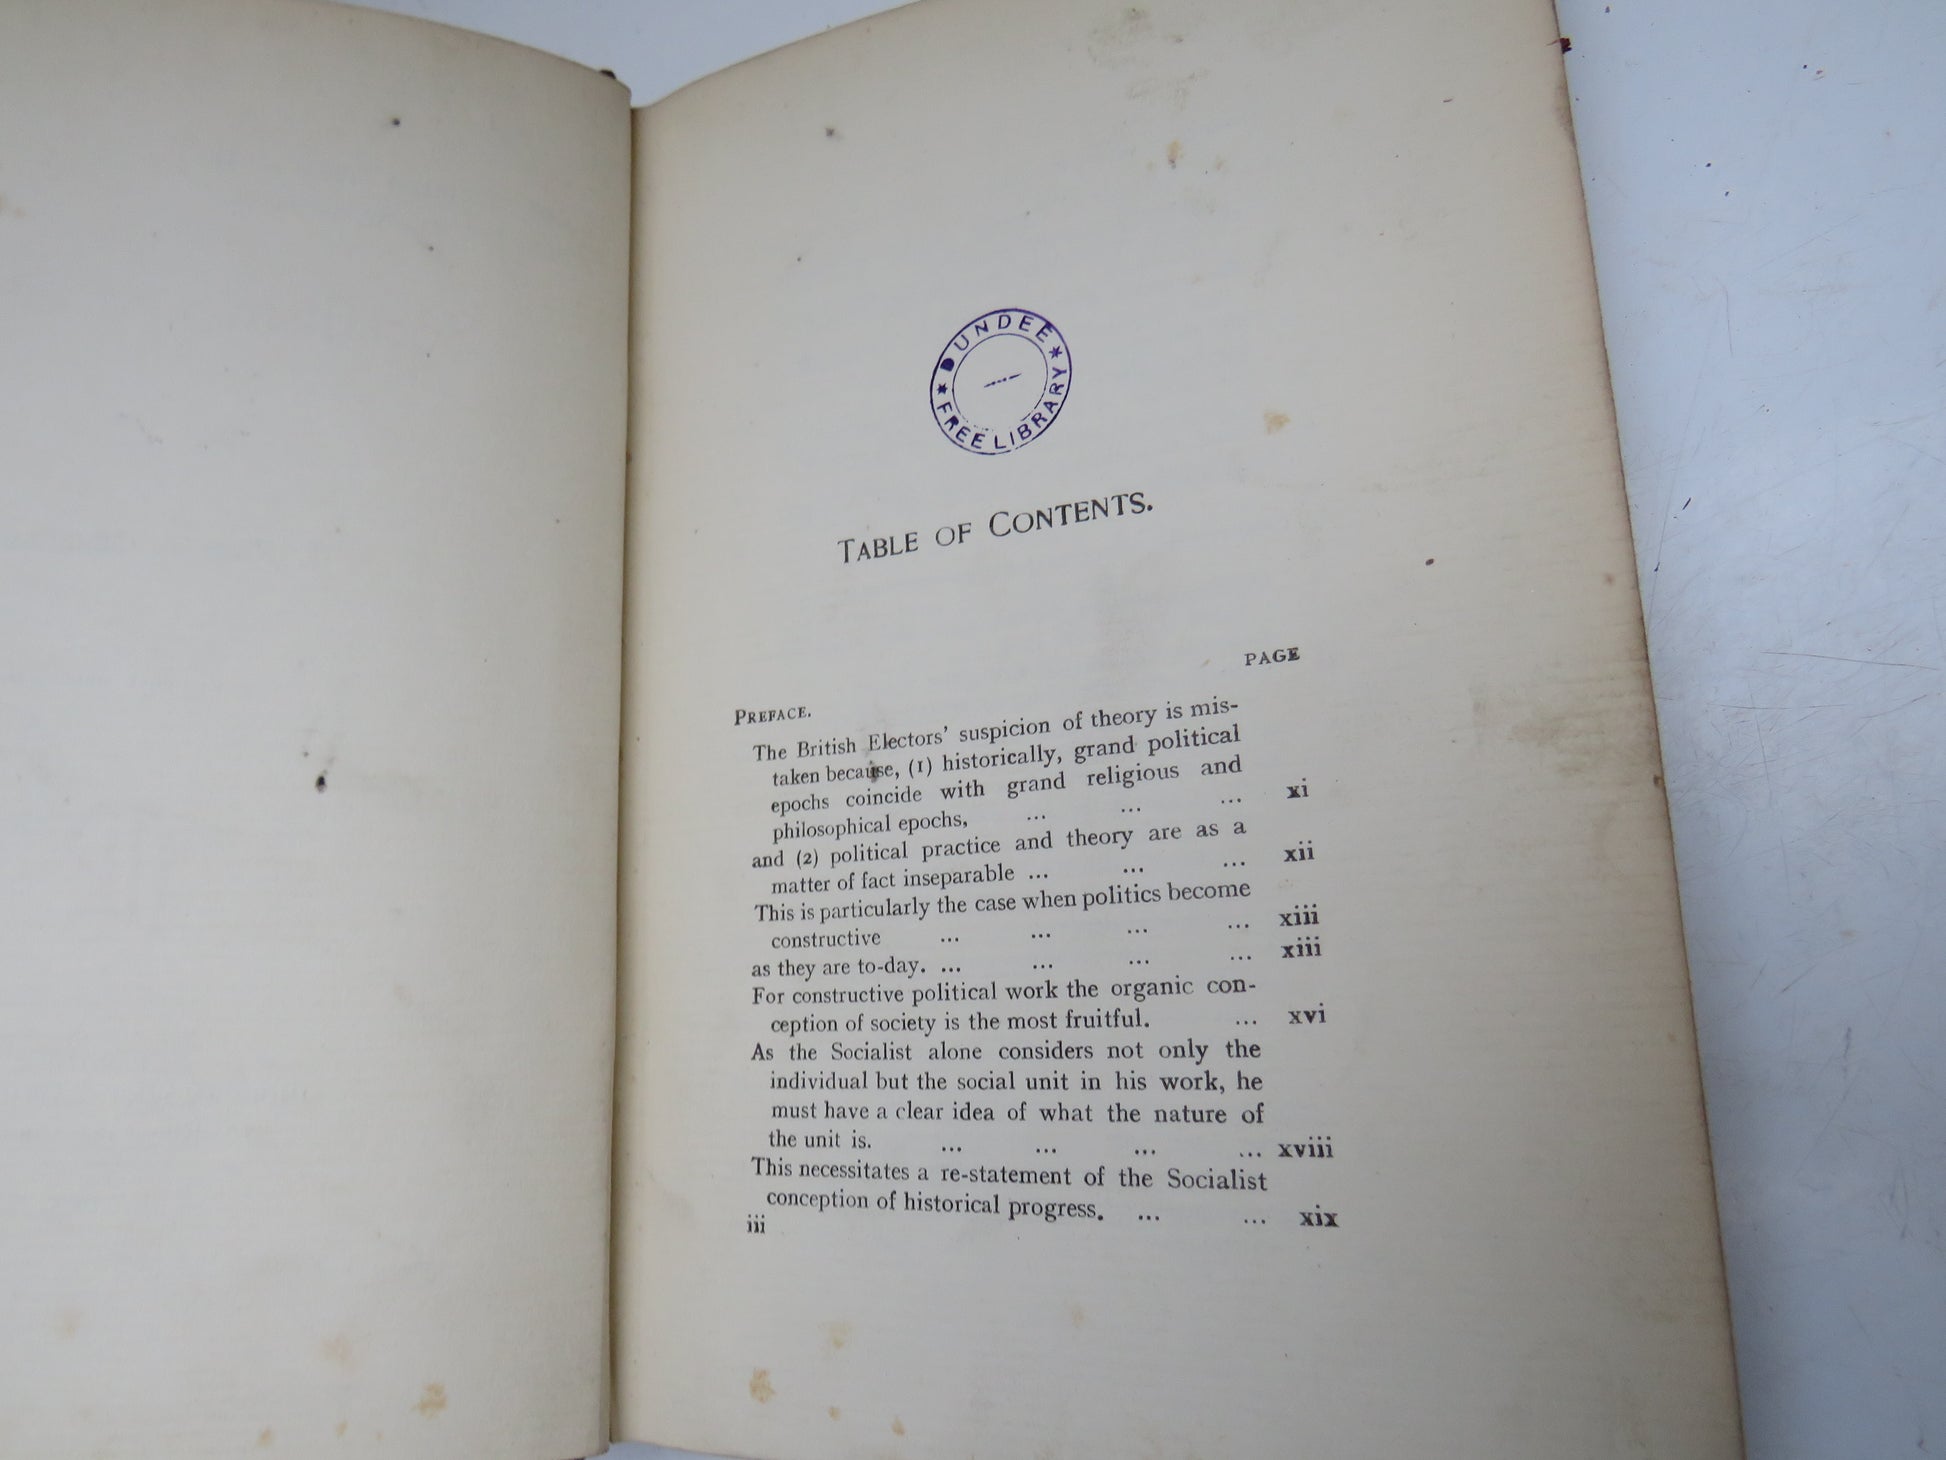 * DUNDEE *
FREE LIBRARY
TABLE OF CONTENTS.
PAGE
PREFACE.
The British Electors' suspicion of theory is mis-
taken because, (1) historically, grand political
epochs coincide with grand religious and
philosophical epochs, ... ... ... xi
and (2) political practice and theory are as a
matter of fact inseparable ... ... ... xii
This is particularly the case when politics become
constructive ... ... ... ... xiii
as they are to-day. ... ... ... ... xiii
For constructive political work the organic con-
ception of society is the most fruitful. ... xvi
As the Socialist alone considers not only the
individual but the social unit in his work, he
must have a clear idea of what the nature of
the unit is. ... ... ... ... xviii
This necessitates a re-statement of the Socialist
conception of historical progress. ... ... xix
iii